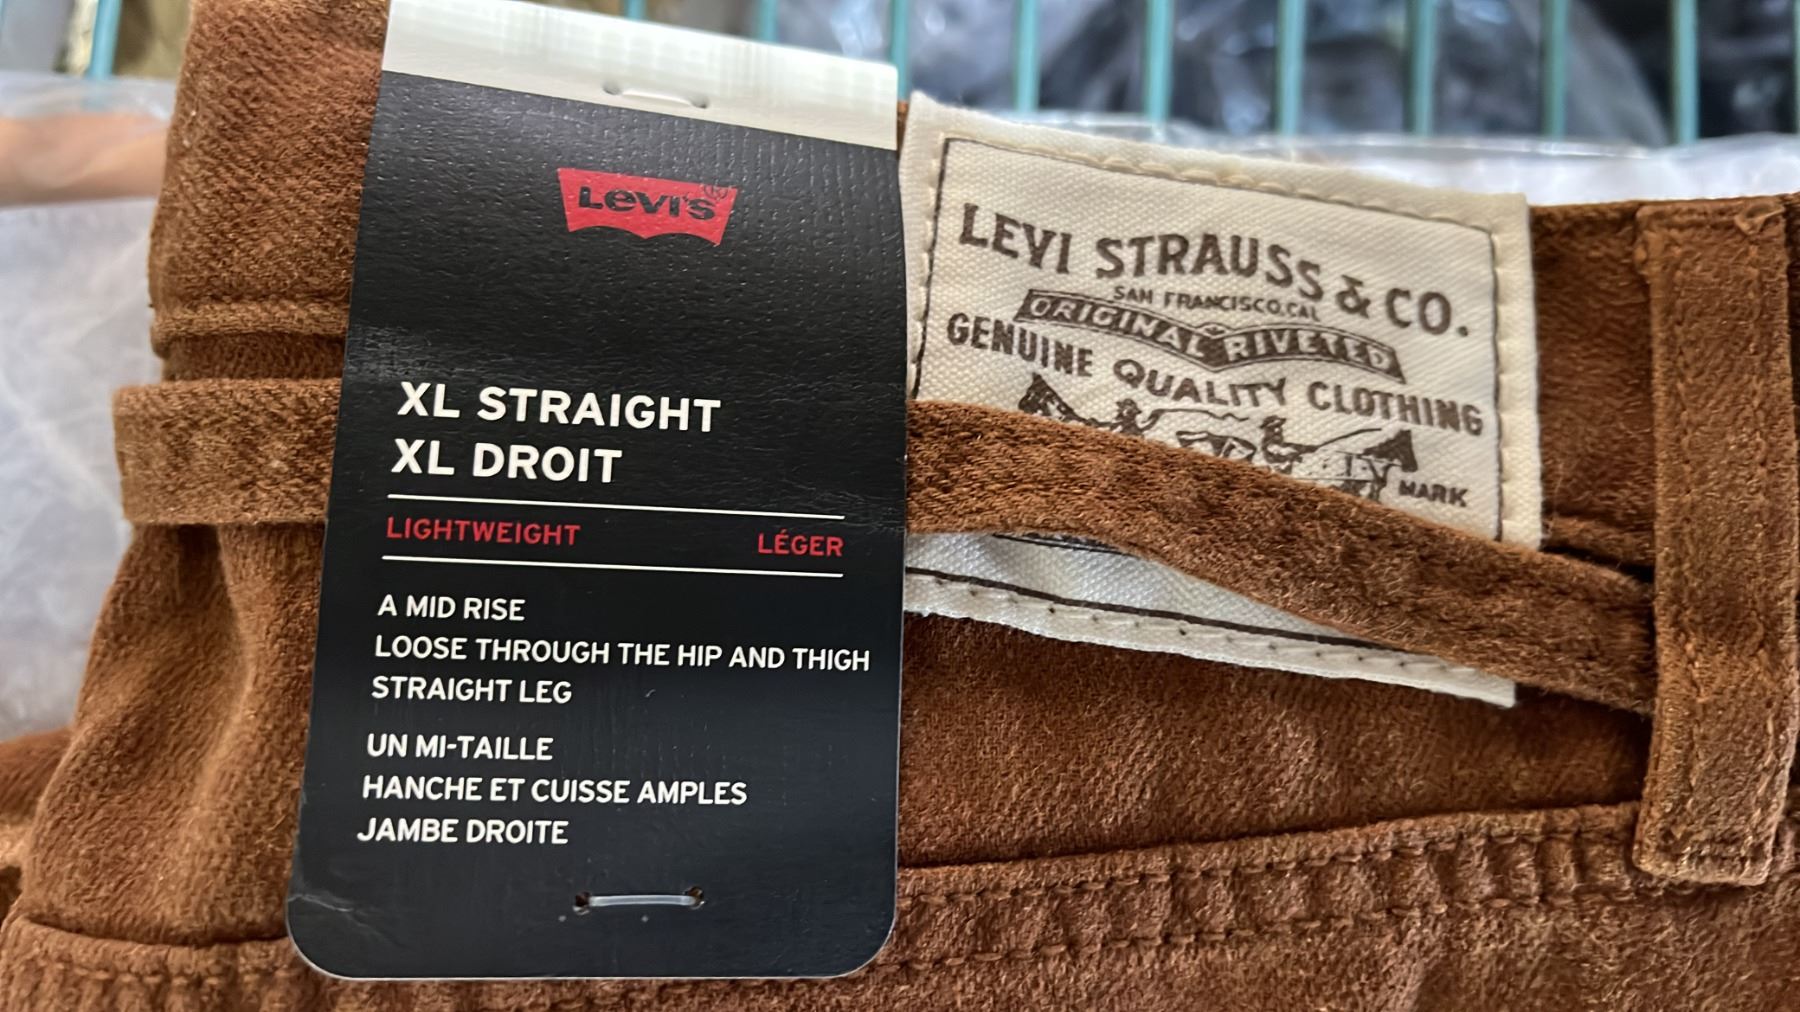 Levi's®
XL STRAIGHT
XL DROIT
LIGHTWEIGHT LÉGER
A MID RISE
LOOSE THROUGH THE HIP AND THIGH
STRAIGHT LEG
UN MI-TAILLE
HANCHE ET CUISSE AMPLES
JAMBE DROITE
LEVI STRAUSS & CO.
SAN FRANCISCO.CAL
ORIGINAL RIVETED
GENUINE QUALITY CLOTHING
MARK